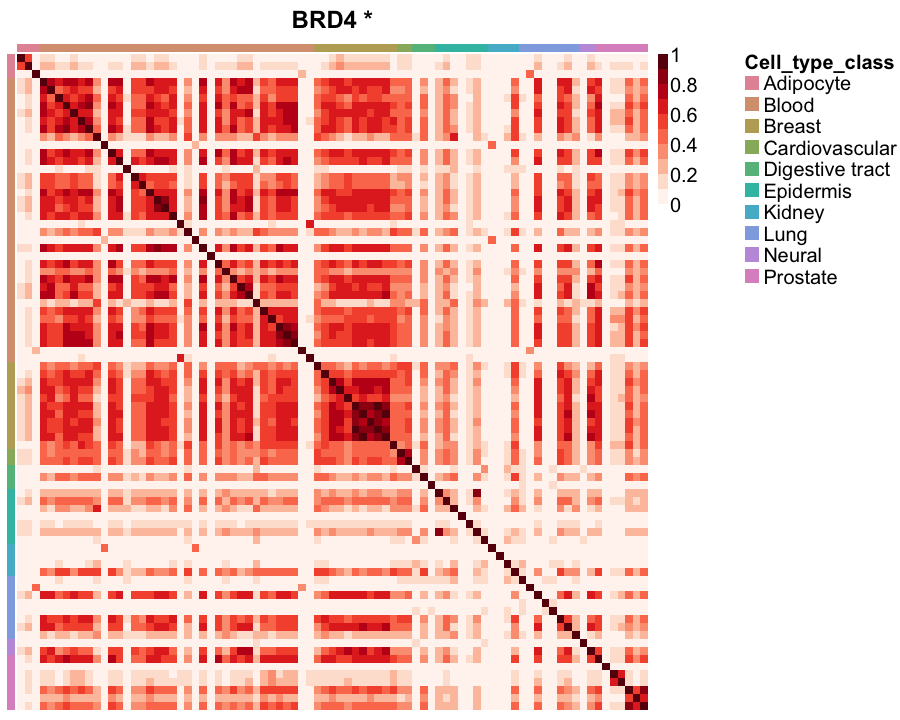 BRD4 *
1
0.8
0.6
0.4
0.2
0
Cell_type_class
Adipocyte
Blood
Breast
Cardiovascular
Digestive tract
Epidermis
Kidney
Lung
Neural
Prostate